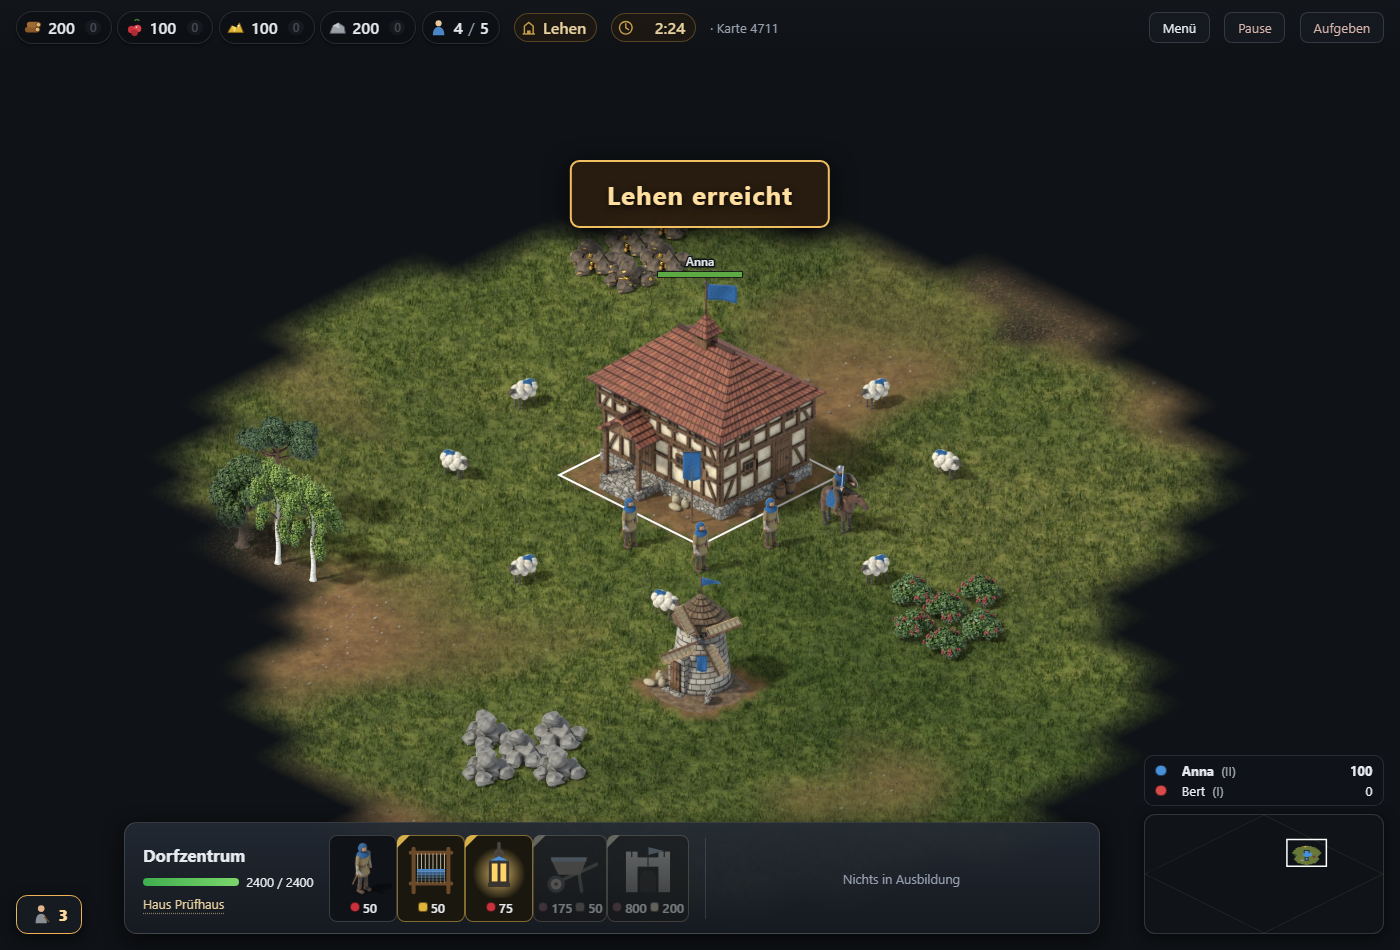 200 0 100 0 100 0 200 0 4 / 5 Lehen 2:24 · Karte 4711 Menü Pause Aufgeben
Lehen erreicht
Anna
Anna (II) 100
Bert (I) 0
Dorfzentrum
2400 / 2400
Haus Prüfhaus
50 50 75 175 50 800 200
Nichts in Ausbildung
3